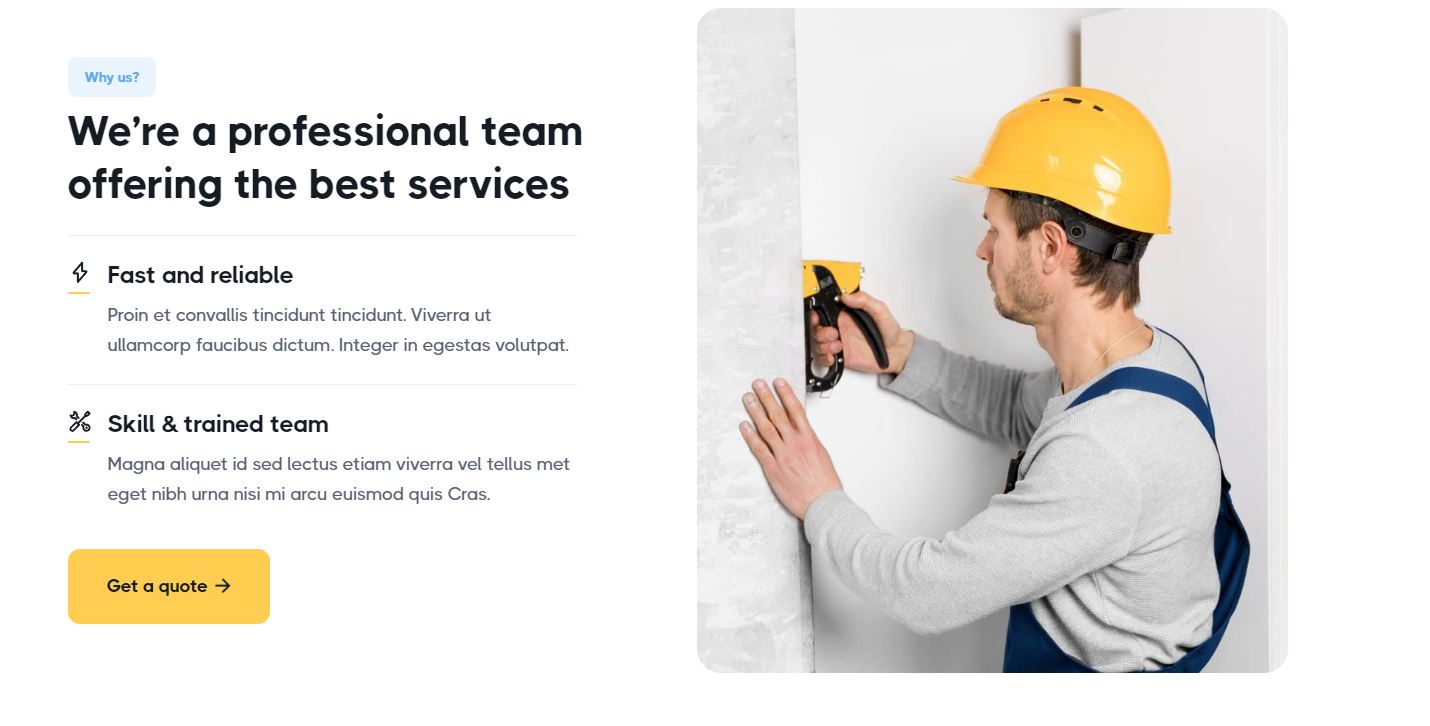 Why us?
We’re a professional team
offering the best services
Fast and reliable
Proin et convallis tincidunt tincidunt. Viverra ut
ullamcorp faucibus dictum. Integer in egestas volutpat.
Skill & trained team
Magna aliquet id sed lectus etiam viverra vel tellus met
eget nibh urna nisi mi arcu euismod quis Cras.
Get a quote →